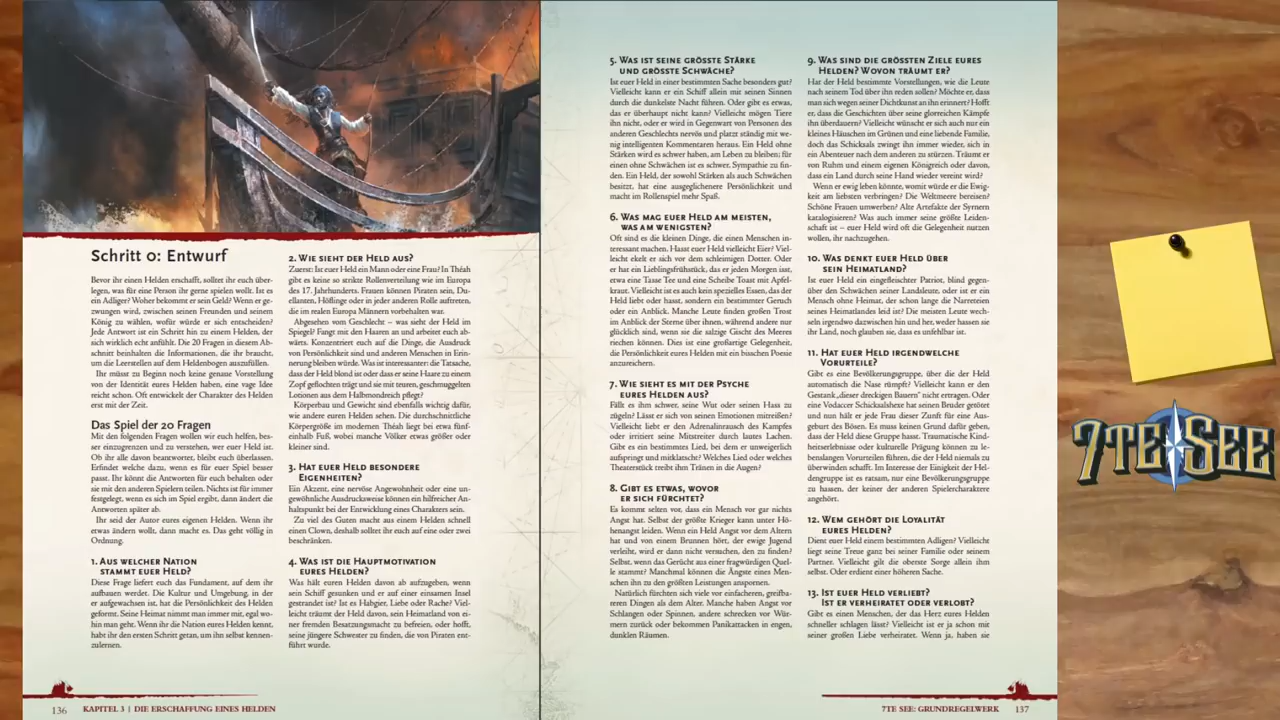 Schritt 0: Entwurf
Bevor ihr einen Helden erschafft, solltet ihr euch über-
legen, was für eine Person ihr gerne spielen wollt. Ist es
ein Adliger? Woher bekommt er sein Geld? Wenn er ge-
zwungen wird, zwischen seinen Freunden und seinem
König zu wählen, wofür würde er sich entscheiden?
Jede Antwort ist ein Schritt hin zu einem Helden, der
sich wirklich echt anfühlt. Die 20 Fragen in diesem Ab-
schnitt beinhalten die Informationen, die ihr braucht,
um die Leerstellen auf dem Heldenbogen auszufüllen.
Ihr müsst zu Beginn noch keine genaue Vorstellung
von der Identität eures Helden haben, eine vage Idee
reicht schon. Oft entwickelt der Charakter des Helden
erst mit der Zeit.
Das Spiel der 20 Fragen
Mit den folgenden Fragen wollen wir euch helfen, bes-
ser einzugrenzen und zu verstehen, wer euer Held ist.
Ob ihr alle davon beantwortet, bleibt euch überlassen.
Erfindet welche dazu, wenn es für euer Spiel besser
passt. Ihr könnt die Antworten für euch behalten oder
sie mit den anderen Spielern teilen. Nichts ist für immer
festgelegt, wenn es sich im Spiel ergibt, dann ändert die
Antworten später ab.
Ihr seid der Autor eures eigenen Helden. Wenn ihr
etwas ändern wollt, dann macht es. Das geht völlig in
Ordnung.
1. Aus welcher Nation
stammt euer Held?
Diese Frage liefert euch das Fundament, auf dem ihr
aufbauen werdet. Die Kultur und Umgebung, in der
er aufgewachsen ist, hat die Persönlichkeit des Helden
geformt. Seine Heimat nimmt man immer mit, egal wo-
hin man geht. Wenn ihr die Nation eures Helden kennt,
habt ihr den ersten Schritt getan, um ihn selbst kennen-
zulernen.
2. Wie sieht der Held aus?
Zuerst: Ist euer Held ein Mann oder eine Frau? In Théah
gibt es keine so strikte Rollenverteilung wie im Europa
des 17. Jahrhunderts. Frauen können Piraten sein, Du-
ellanten, Höflinge oder in jeder anderen Rolle auftreten,
die im realen Europa Männern vorbehalten war.
Abgesehen vom Geschlecht – was sieht der Held im
Spiegel? Fangt mit den Haaren an und arbeitet euch ab-
wärts. Konzentriert euch auf die Dinge, die Ausdruck
von Persönlichkeit sind und anderen Menschen in Erin-
nerung bleiben würde. Was ist interessanter: die Tatsache,
dass der Held blond ist oder dass er seine Haare zu einem
Zopf geflochten trägt und sie mit teuren, geschmuggelten
Lotionen aus dem Halbmondreich pflegt?
Körperbau und Gewicht sind ebenfalls wichtig dafür,
wie andere euren Helden sehen. Die durchschnittliche
Körpergröße im modernen Théah liegt bei etwa fünf-
einhalb Fuß, wobei manche Völker etwas größer oder
kleiner sind.
3. Hat euer Held besondere
Eigenheiten?
Ein Akzent, eine nervöse Angewohnheit oder eine un-
gewöhnliche Ausdrucksweise können ein hilfreicher An-
haltspunkt bei der Entwicklung eines Charakters sein.
Zu viel des Guten macht aus einem Helden schnell
einen Clown, deshalb solltet ihr euch auf eine oder zwei
beschränken.
4. Was ist die Hauptmotivation
eures Helden?
Was hält euren Helden davon ab aufzugeben, wenn
sein Schiff gesunken und er auf einer einsamen Insel
gestrandet ist? Ist es Habgier, Liebe oder Rache? Viel-
leicht träumt der Held davon, sein Heimatland von ei-
ner fremden Besatzungsmacht zu befreien, oder hofft,
seine jüngere Schwester zu finden, die von Piraten ent-
führt wurde.
136
KAPITEL 3 | DIE ERSCHAFFUNG EINES HELDEN
5. Was ist seine grösste Stärke
und grösste Schwäche?
Ist euer Held in einer bestimmten Sache besonders gut?
Vielleicht kann er ein Schiff allein mit seinen Sinnen
durch die dunkelste Nacht führen. Oder gibt es etwas,
das er überhaupt nicht kann? Vielleicht mögen Tiere
ihn nicht, oder er wird in Gegenwart von Personen des
anderen Geschlechts nervös und platzt ständig mit we-
nig intelligenten Kommentaren heraus. Ein Held ohne
Stärken wird es schwer haben, am Leben zu bleiben; für
einen ohne Schwächen ist es schwer, Sympathie zu fin-
den. Ein Held, der sowohl Stärken als auch Schwächen
besitzt, hat eine ausgeglichenere Persönlichkeit und
macht im Rollenspiel mehr Spaß.
6. Was mag euer Held am meisten,
was am wenigsten?
Oft sind es die kleinen Dinge, die einen Menschen in-
teressant machen. Hasst euer Held vielleicht Eier? Viel-
leicht ekelt er sich vor dem schleimigen Dotter. Oder
er hat ein Lieblingsfrühstück, das er jeden Morgen isst,
etwa eine Tasse Tee und eine Scheibe Toast mit Apfel-
kraut. Vielleicht ist es auch kein spezielles Essen, das der
Held liebt oder hasst, sondern ein bestimmter Geruch
oder ein Anblick. Manche Leute finden großen Trost
im Anblick der Sterne über ihnen, während andere nur
glücklich sind, wenn sie die salzige Gischt des Meeres
riechen können. Dies ist eine großartige Gelegenheit,
die Persönlichkeit eures Helden mit ein bisschen Poesie
anzureichern.
7. Wie sieht es mit der Psyche
eures Helden aus?
Fällt es ihm schwer, seine Wut oder seinen Hass zu
zügeln? Lässt er sich von seinen Emotionen mitreißen?
Vielleicht liebt er den Adrenalinrausch des Kampfes
oder irritiert seine Mitstreiter durch lautes Lachen.
Gibt es ein bestimmtes Lied, bei dem er unweigerlich
aufspringt und mitklatscht? Welches Lied oder welches
Theaterstück treibt ihm Tränen in die Augen?
8. Gibt es etwas, wovor
er sich fürchtet?
Es kommt selten vor, dass ein Mensch vor gar nichts
Angst hat. Selbst der größte Krieger kann unter Hö-
henangst leiden. Wenn ein Held Angst vor dem Altern
hat und von einem Brunnen hört, der ewige Jugend
verleiht, wird er dann nicht versuchen, den zu finden?
Selbst, wenn das Gerücht aus einer fragwürdigen Quel-
le stammt? Manchmal können die Ängste eines Men-
schen ihn zu den größten Leistungen anspornen.
Natürlich fürchten sich viele vor einfacheren, greifba-
reren Dingen als dem Alter. Manche haben Angst vor
Schlangen oder Spinnen, andere schrecken vor Wür-
mern zurück oder bekommen Panikattacken in engen,
dunklen Räumen.
9. Was sind die grössten Ziele eures
Helden? Wovon träumt er?
Hat der Held bestimmte Vorstellungen, wie die Leute
nach seinem Tod über ihn reden sollen? Möchte er, dass
man sich wegen seiner Dichtkunst an ihn erinnert? Hofft
er, dass die Geschichten über seine glorreichen Kämpfe
ihn überdauern? Vielleicht wünscht er sich auch nur ein
kleines Häuschen im Grünen und eine liebende Familie,
doch das Schicksals zwingt ihn immer wieder, sich in
ein Abenteuer nach dem anderen zu stürzen. Träumt er
von Ruhm und einem eigenen Königreich oder davon,
dass ein Land durch seine Hand wieder vereint wird?
Wenn er ewig leben könnte, womit würde er die Ewig-
keit am liebsten verbringen? Die Weltmeere bereisen?
Schöne Frauen umwerben? Alte Artefakte der Syrnern
katalogisieren? Was auch immer seine größte Leiden-
schaft ist – euer Held wird oft die Gelegenheit nutzen
wollen, ihr nachzugehen.
10. Was denkt euer Held über
sein Heimatland?
Ist euer Held ein eingefleischter Patriot, blind gegen-
über den Schwächen seiner Landsleute, oder ist er ein
Mensch ohne Heimat, der schon lange die Narreteien
seines Heimatlandes leid ist? Die meisten Leute wech-
seln irgendwo dazwischen hin und her, weder hassen sie
ihr Land, noch glauben sie, dass es unfehlbar ist.
11. Hat euer Held irgendwelche
Vorurteile?
Gibt es eine Bevölkerungsgruppe, über die der Held
automatisch die Nase rümpft? Vielleicht kann er den
Gestank „dieser dreckigen Bauern“ nicht ertragen. Oder
eine Vodaccer Schicksalshexe hat seinen Bruder getötet
und nun hält er jede Frau dieser Zunft für eine Aus-
geburt des Bösen. Es muss keinen Grund dafür geben,
dass der Held diese Gruppe hasst. Traumatische Kind-
heitserlebnisse oder kulturelle Prägung können zu le-
benslangen Vorurteilen führen, die der Held niemals zu
überwinden schafft. Im Interesse der Einigkeit der Hel-
dengruppe ist es ratsam, nur eine Bevölkerungsgruppe
zu hassen, der keiner der anderen Spielercharaktere
angehört.
12. Wem gehört die Loyalität
eures Helden?
Dient euer Held einem bestimmten Adligen? Vielleicht
liegt seine Treue ganz bei seiner Familie oder seinem
Partner. Vielleicht gilt die oberste Sorge allein ihm
selbst. Oder erdient einer höheren Sache.
13. Ist euer Held verliebt?
Ist er verheiratet oder verlobt?
Gibt es einen Menschen, der das Herz eures Helden
schneller schlagen lässt? Vielleicht ist er ja schon mit
seiner großen Liebe verheiratet. Wenn ja, haben sie
7TE SEE: GRUNDREGELWERK
137
7TE SEE